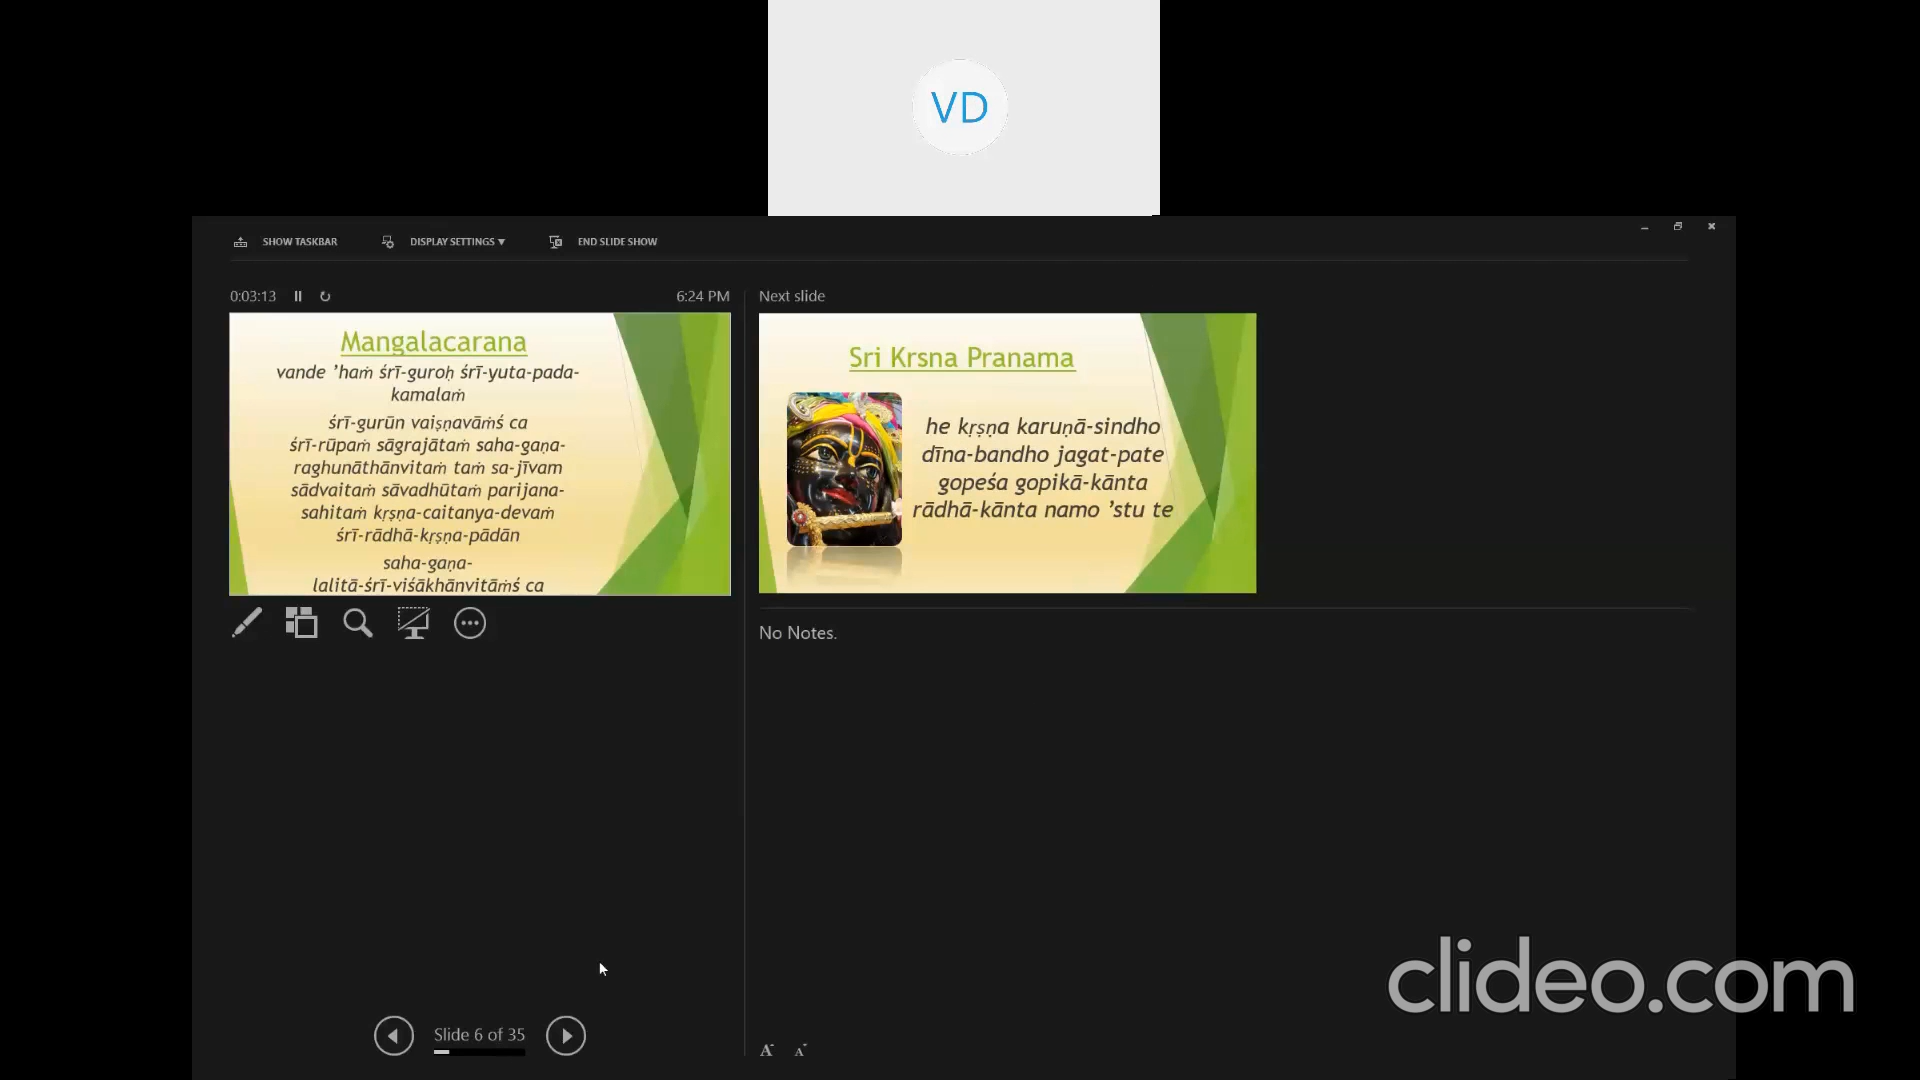 VD
SHOW TASKBAR
DISPLAY SETTINGS ▼
END SLIDE SHOW
0:03:13
6:24 PM
Mangalacarana
vande ’haṁ śrī-guroḥ śrī-yuta-pada-
kamalaṁ
śrī-gurūn vaiṣṇavāṁś ca
śrī-rūpaṁ sāgrajātaṁ saha-gaṇa-
raghunāthānvitaṁ taṁ sa-jīvam
sādvaitaṁ sāvadhūtaṁ parijana-
sahitaṁ kṛṣṇa-caitanya-devaṁ
śrī-rādhā-kṛṣṇa-pādān
saha-gaṇa-
lalitā-śrī-viśākhānvitāṁś ca
Slide 6 of 35
Next slide
Sri Krsna Pranama
he kṛṣṇa karuṇā-sindho
dīna-bandho jagat-pate
gopeśa gopikā-kānta
rādhā-kānta namo ’stu te
No Notes.
A A
clideo.com